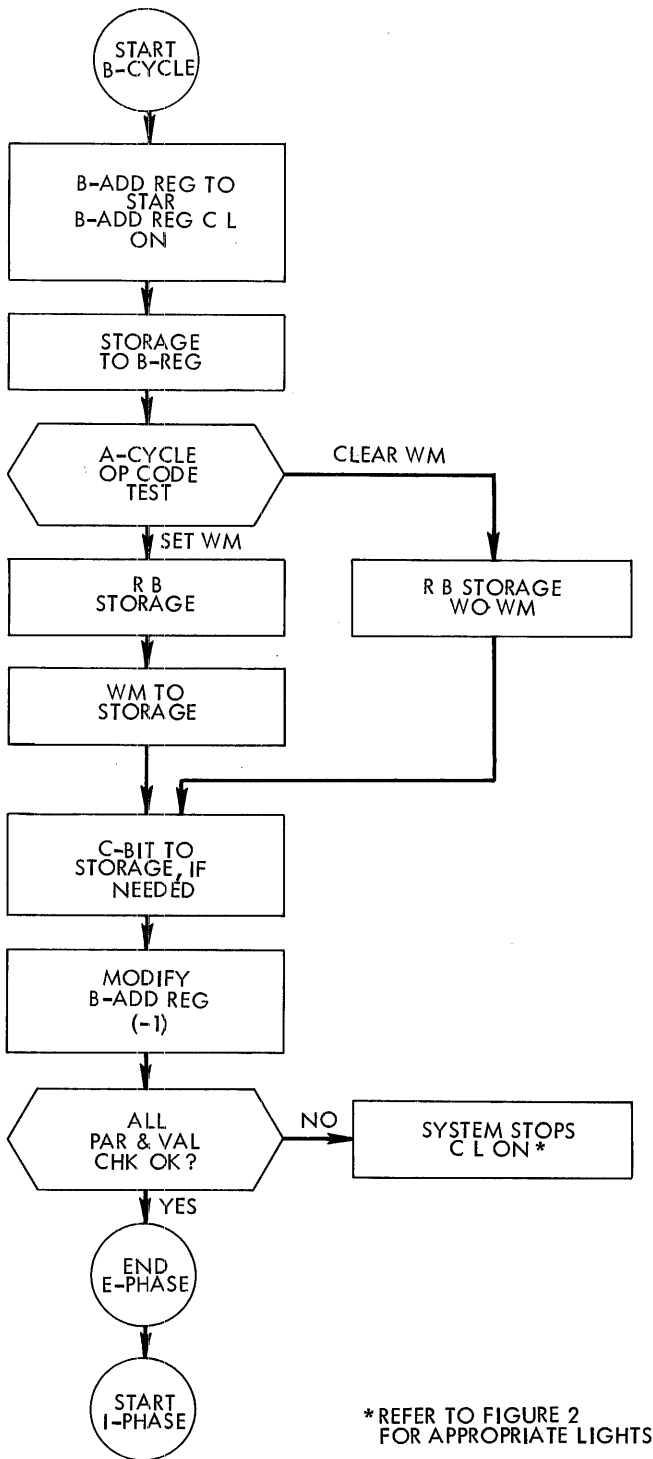 START
B-CYCLE
B-ADD REG TO
STAR
B-ADD REG C L
ON
STORAGE
TO B-REG
A-CYCLE
OP CODE
TEST
CLEAR WM
SET WM
R B
STORAGE
R B STORAGE
WO-WM
WM TO
STORAGE
C-BIT TO
STORAGE, IF
NEEDED
MODIFY
B-ADD REG
(-1)
ALL
PAR & VAL
CHK OK?
NO
SYSTEM STOPS
C L ON*
YES
END
E-PHASE
START
I-PHASE
*REFER TO FIGURE 2
FOR APPROPRIATE LIGHTS